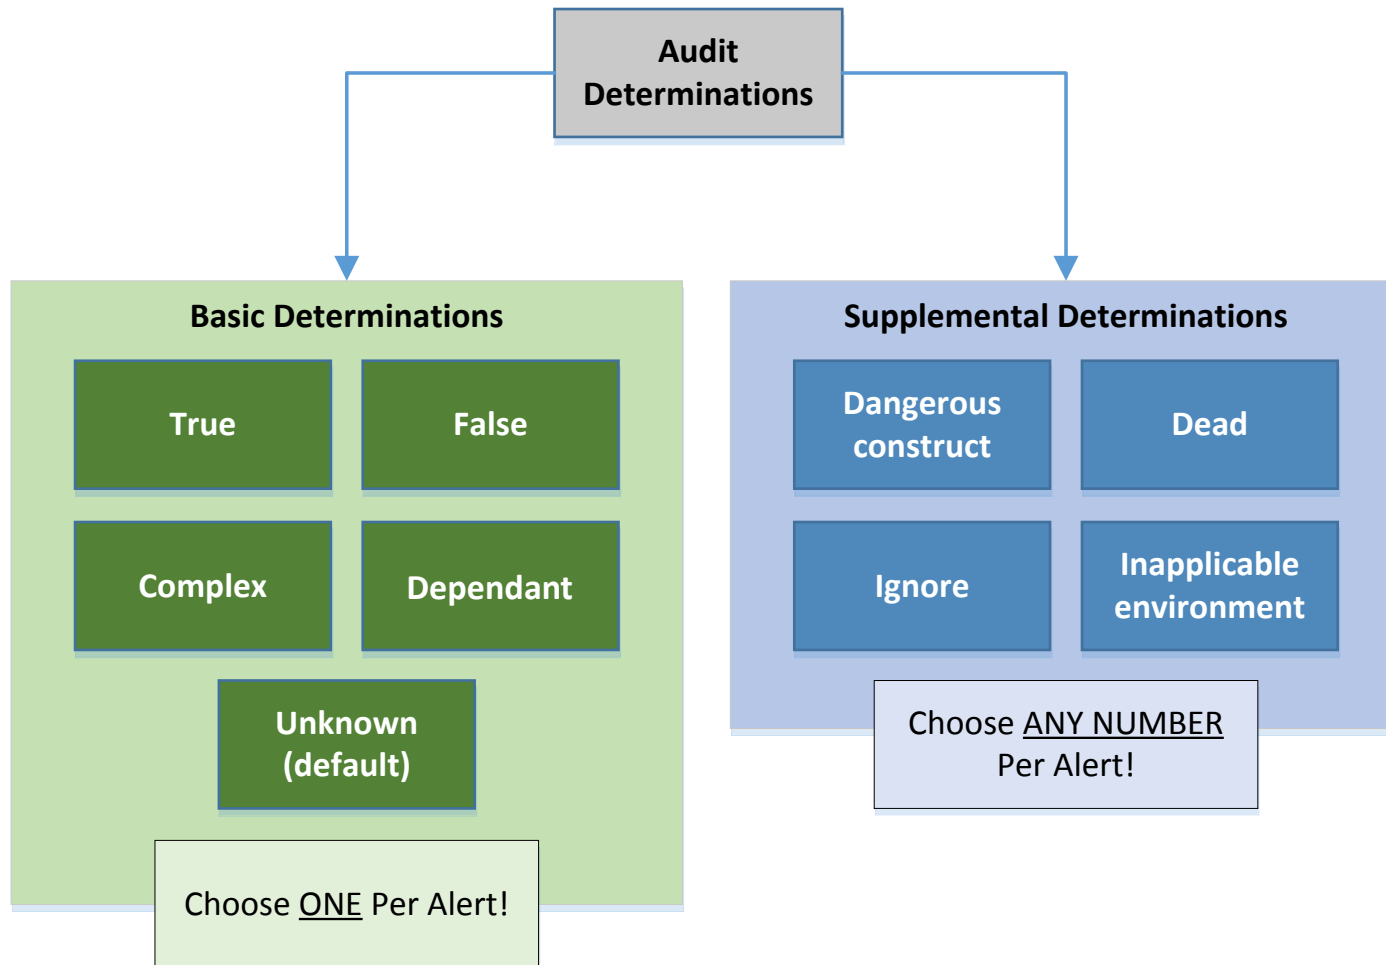 Audit
Determinations
Basic Determinations
True
False
Complex
Dependant
Unknown
(default)
Choose ONE Per Alert!
Supplemental Determinations
Dangerous
construct
Dead
Ignore
Inapplicable
environment
Choose ANY NUMBER
Per Alert!